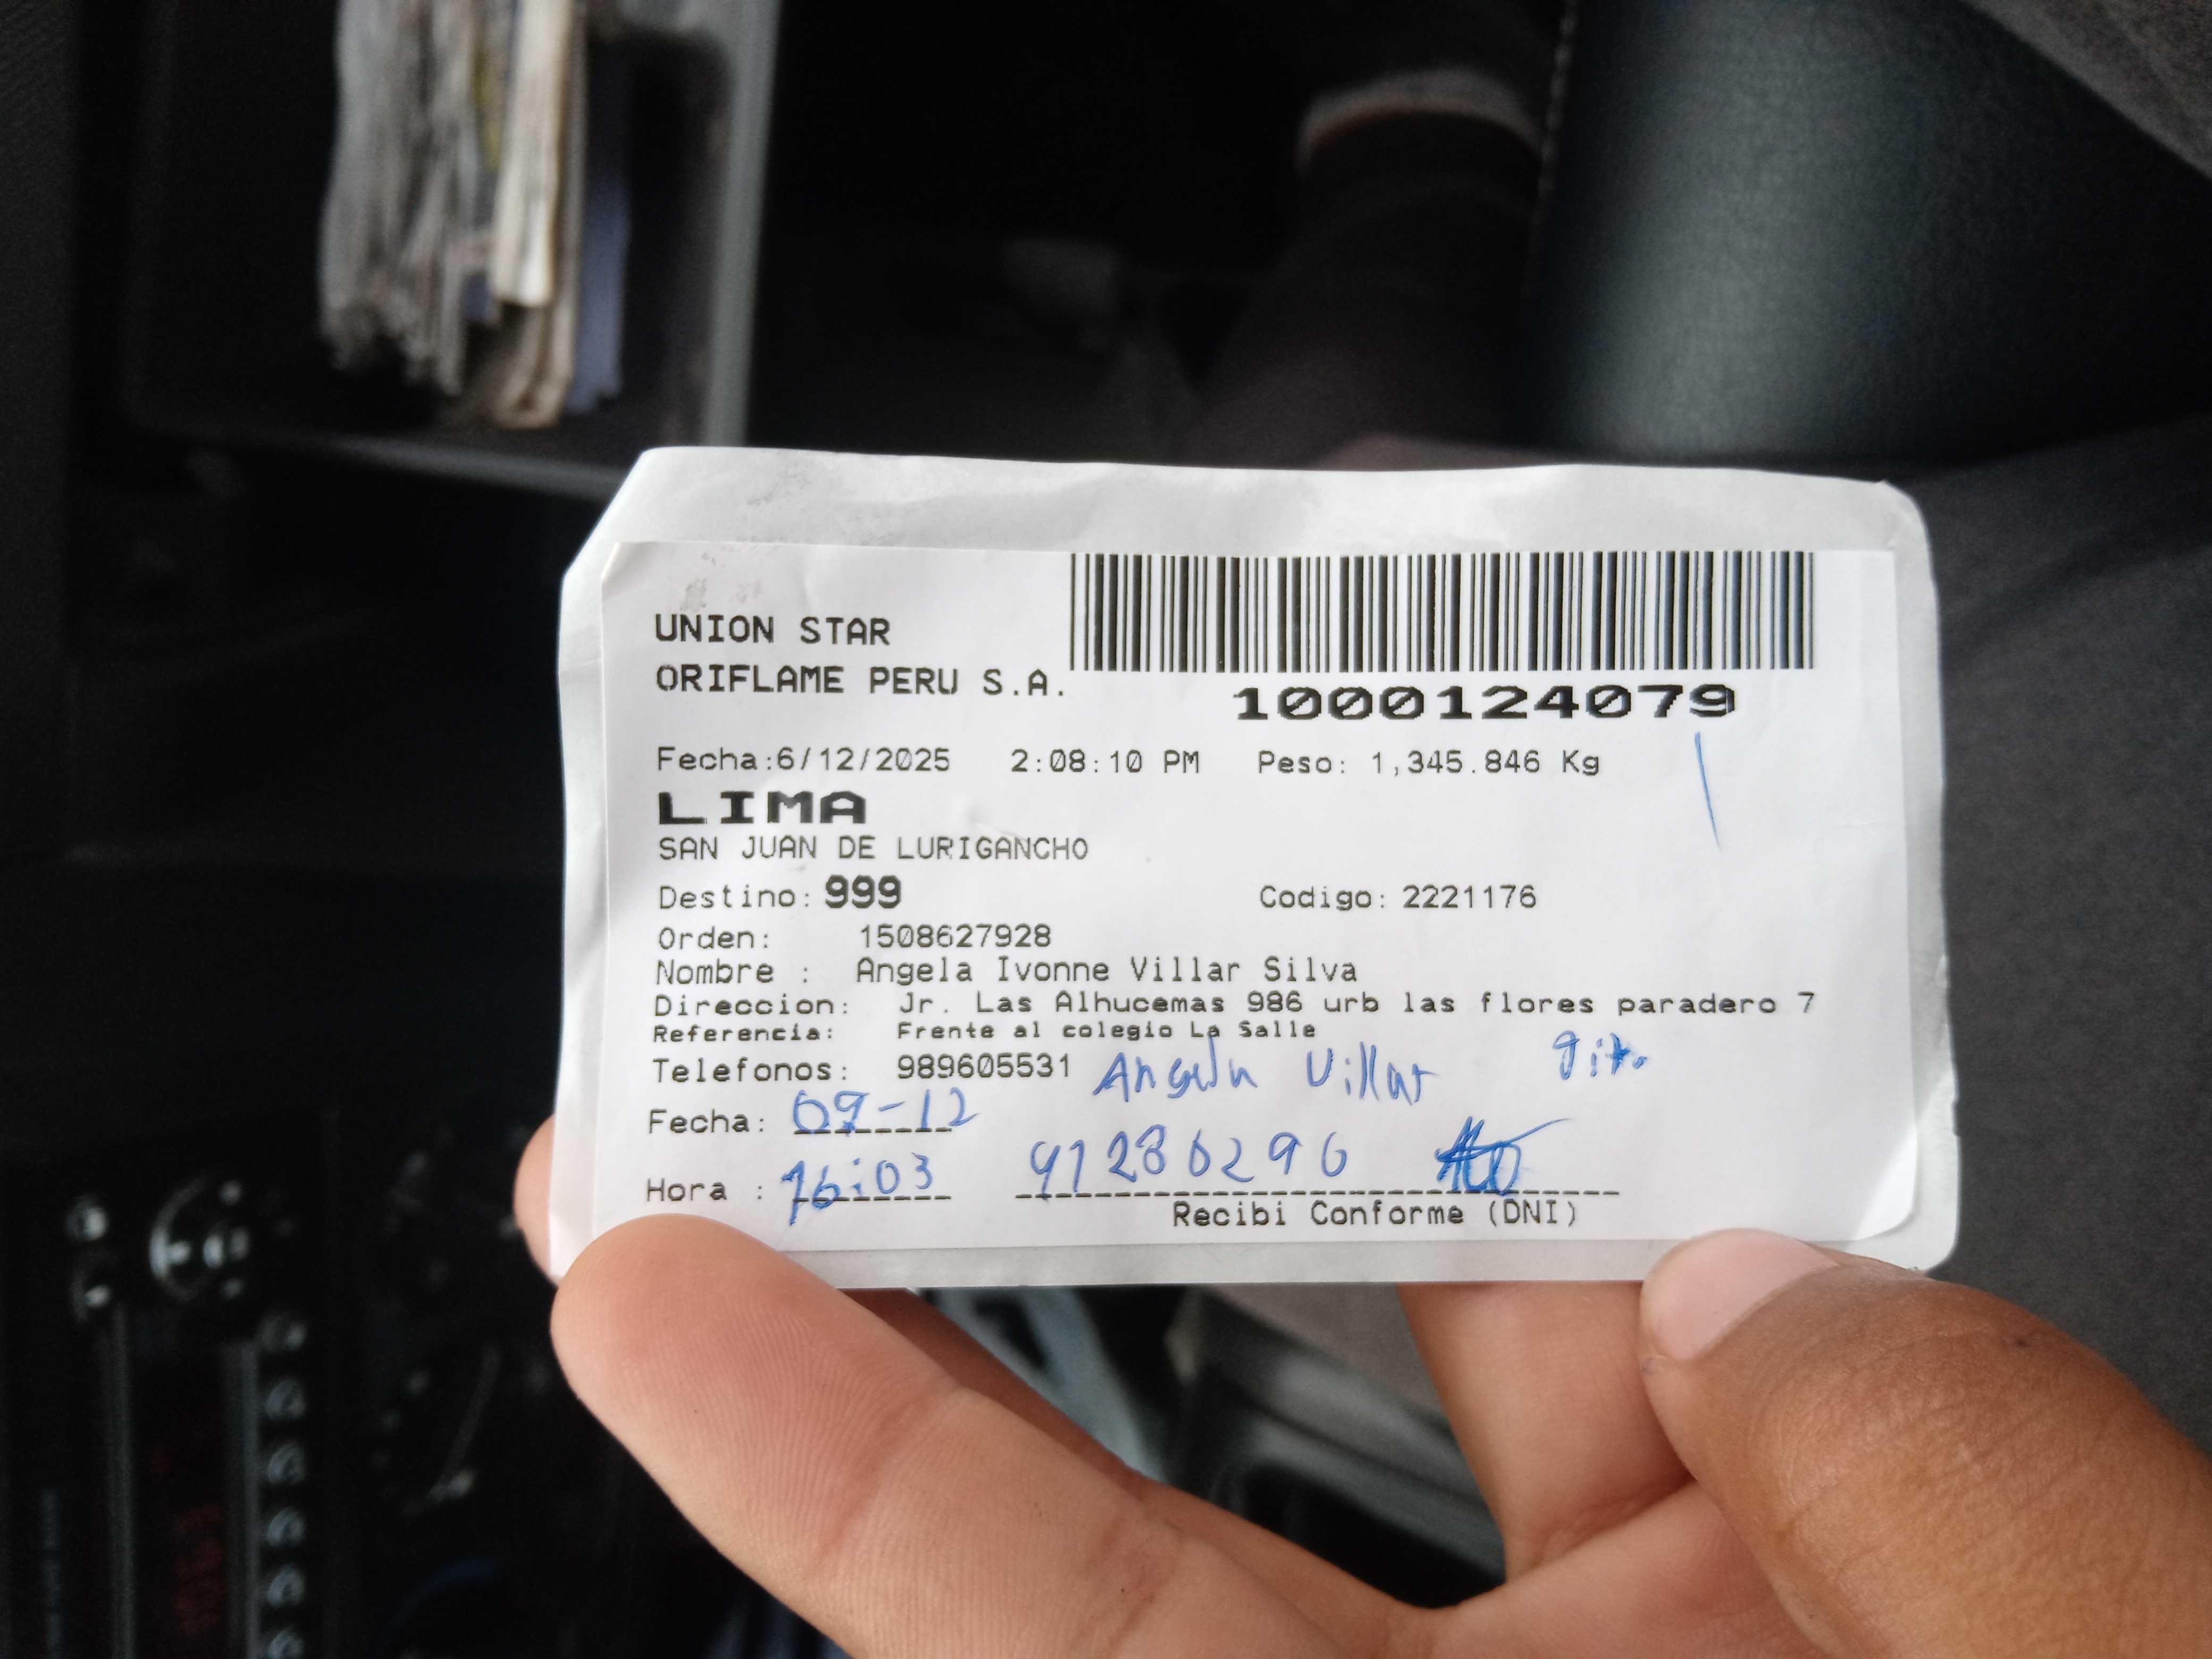 UNION STAR
ORIFLAME PERU S.A.
1000124079
Fecha:6/12/2025 2:08:10 PM Peso: 1,345.846 Kg
LIMA
SAN JUAN DE LURIGANCHO
Destino: 999 Codigo: 2221176
Orden: 1508627928
Nombre : Angela Ivonne Villar Silva
Direccion: Jr. Las Alhucemas 986 urb las flores paradero 7
Referencia: Frente al colegio La Salle
Telefonos: 989605531 Angela Villar
Fecha: 09-12
Hora : 16:03 41286296
Recibi Conforme (DNI)